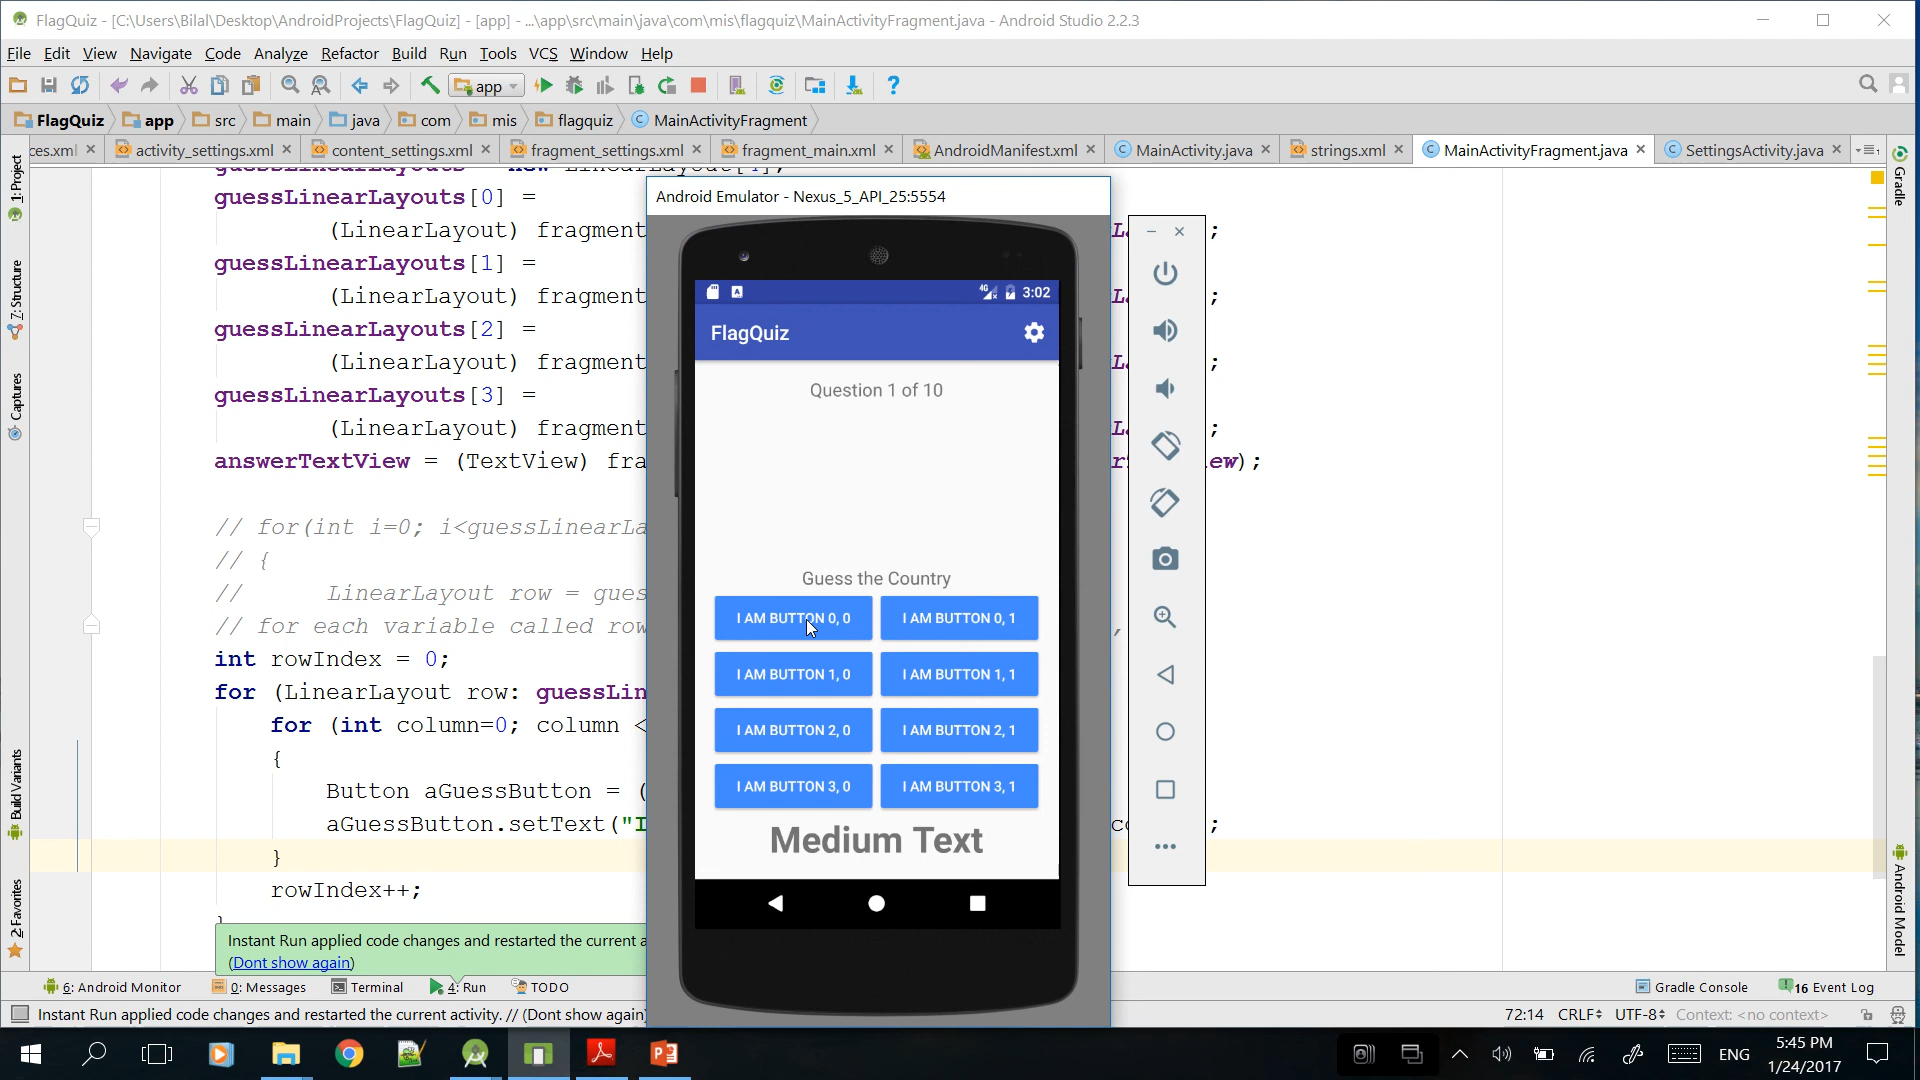 FlagQuiz - [C:\Users\Bilal\Desktop\AndroidProjects\FlagQuiz] - [app] - ...\app\src\main\java\com\mis\flagquiz\MainActivityFragment.java - Android Studio 2.2.3
File Edit View Navigate Code Analyze Refactor Build Run Tools VCS Window Help
app
FlagQuiz app src main java com mis flagquiz MainActivityFragment
ces.xml activity_settings.xml content_settings.xml fragment_settings.xml fragment_main.xml AndroidManifest.xml MainActivity.java strings.xml MainActivityFragment.java SettingsActivity.java
1: Project
7: Structure
Captures
Build Variants
2: Favorites
Gradle
Android Model
guessLinearLayouts[0] =
(LinearLayout) fragment ;
guessLinearLayouts[1] =
(LinearLayout) fragment ;
guessLinearLayouts[2] =
(LinearLayout) fragment ;
guessLinearLayouts[3] =
(LinearLayout) fragment ;
answerTextView = (TextView) fra ew);
// for(int i=0; i<guessLinearLa
// {
// LinearLayout row = gues
// for each variable called row
int rowIndex = 0;
for (LinearLayout row: guessLin
for (int column=0; column <
{
Button aGuessButton = (
aGuessButton.setText("I ;
}
rowIndex++;
Android Emulator - Nexus_5_API_25:5554
4G 3:02
FlagQuiz
Question 1 of 10
Guess the Country
I AM BUTTON 0, 0 I AM BUTTON 0, 1
I AM BUTTON 1, 0 I AM BUTTON 1, 1
I AM BUTTON 2, 0 I AM BUTTON 2, 1
I AM BUTTON 3, 0 I AM BUTTON 3, 1
Medium Text
Instant Run applied code changes and restarted the current a
(Dont show again)
6: Android Monitor 0: Messages Terminal 4: Run TODO Gradle Console 16 Event Log
Instant Run applied code changes and restarted the current activity. // (Dont show again) 72:14 CRLF UTF-8 Context: <no context>
ENG 5:45 PM
1/24/2017